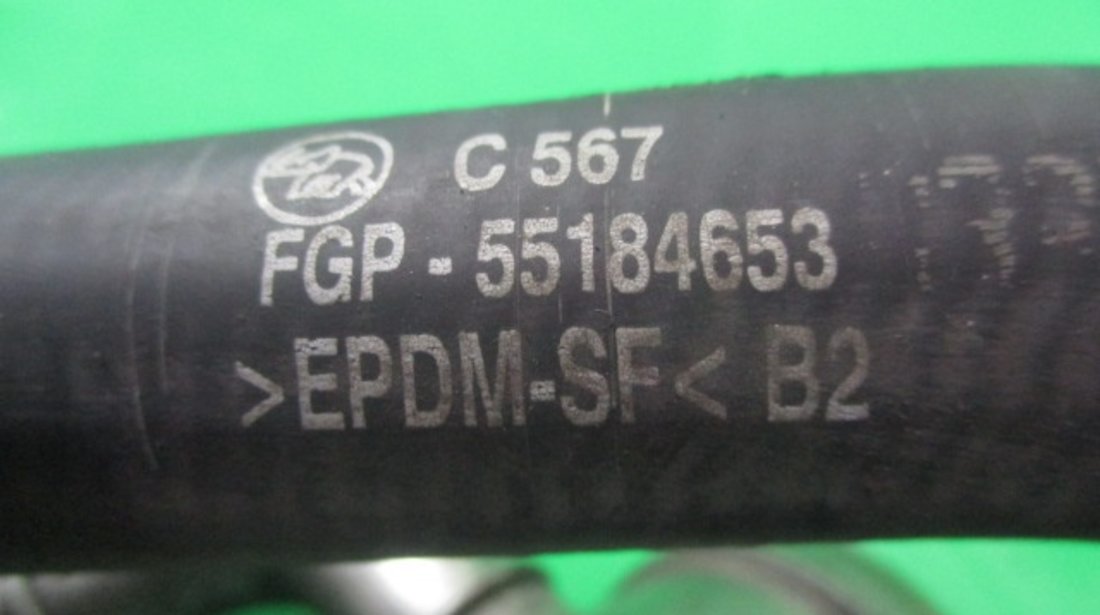 C 567
FGP - 55184653
>EPDM-SF< B2